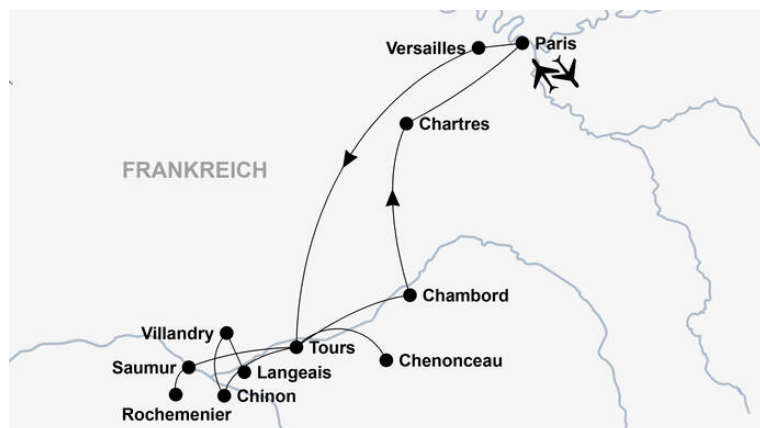 Versailles
Paris
Chartres
FRANKREICH
Chambord
Villandry
Tours
Saumur
Langeais
Chenonceau
Chinon
Rochemenier